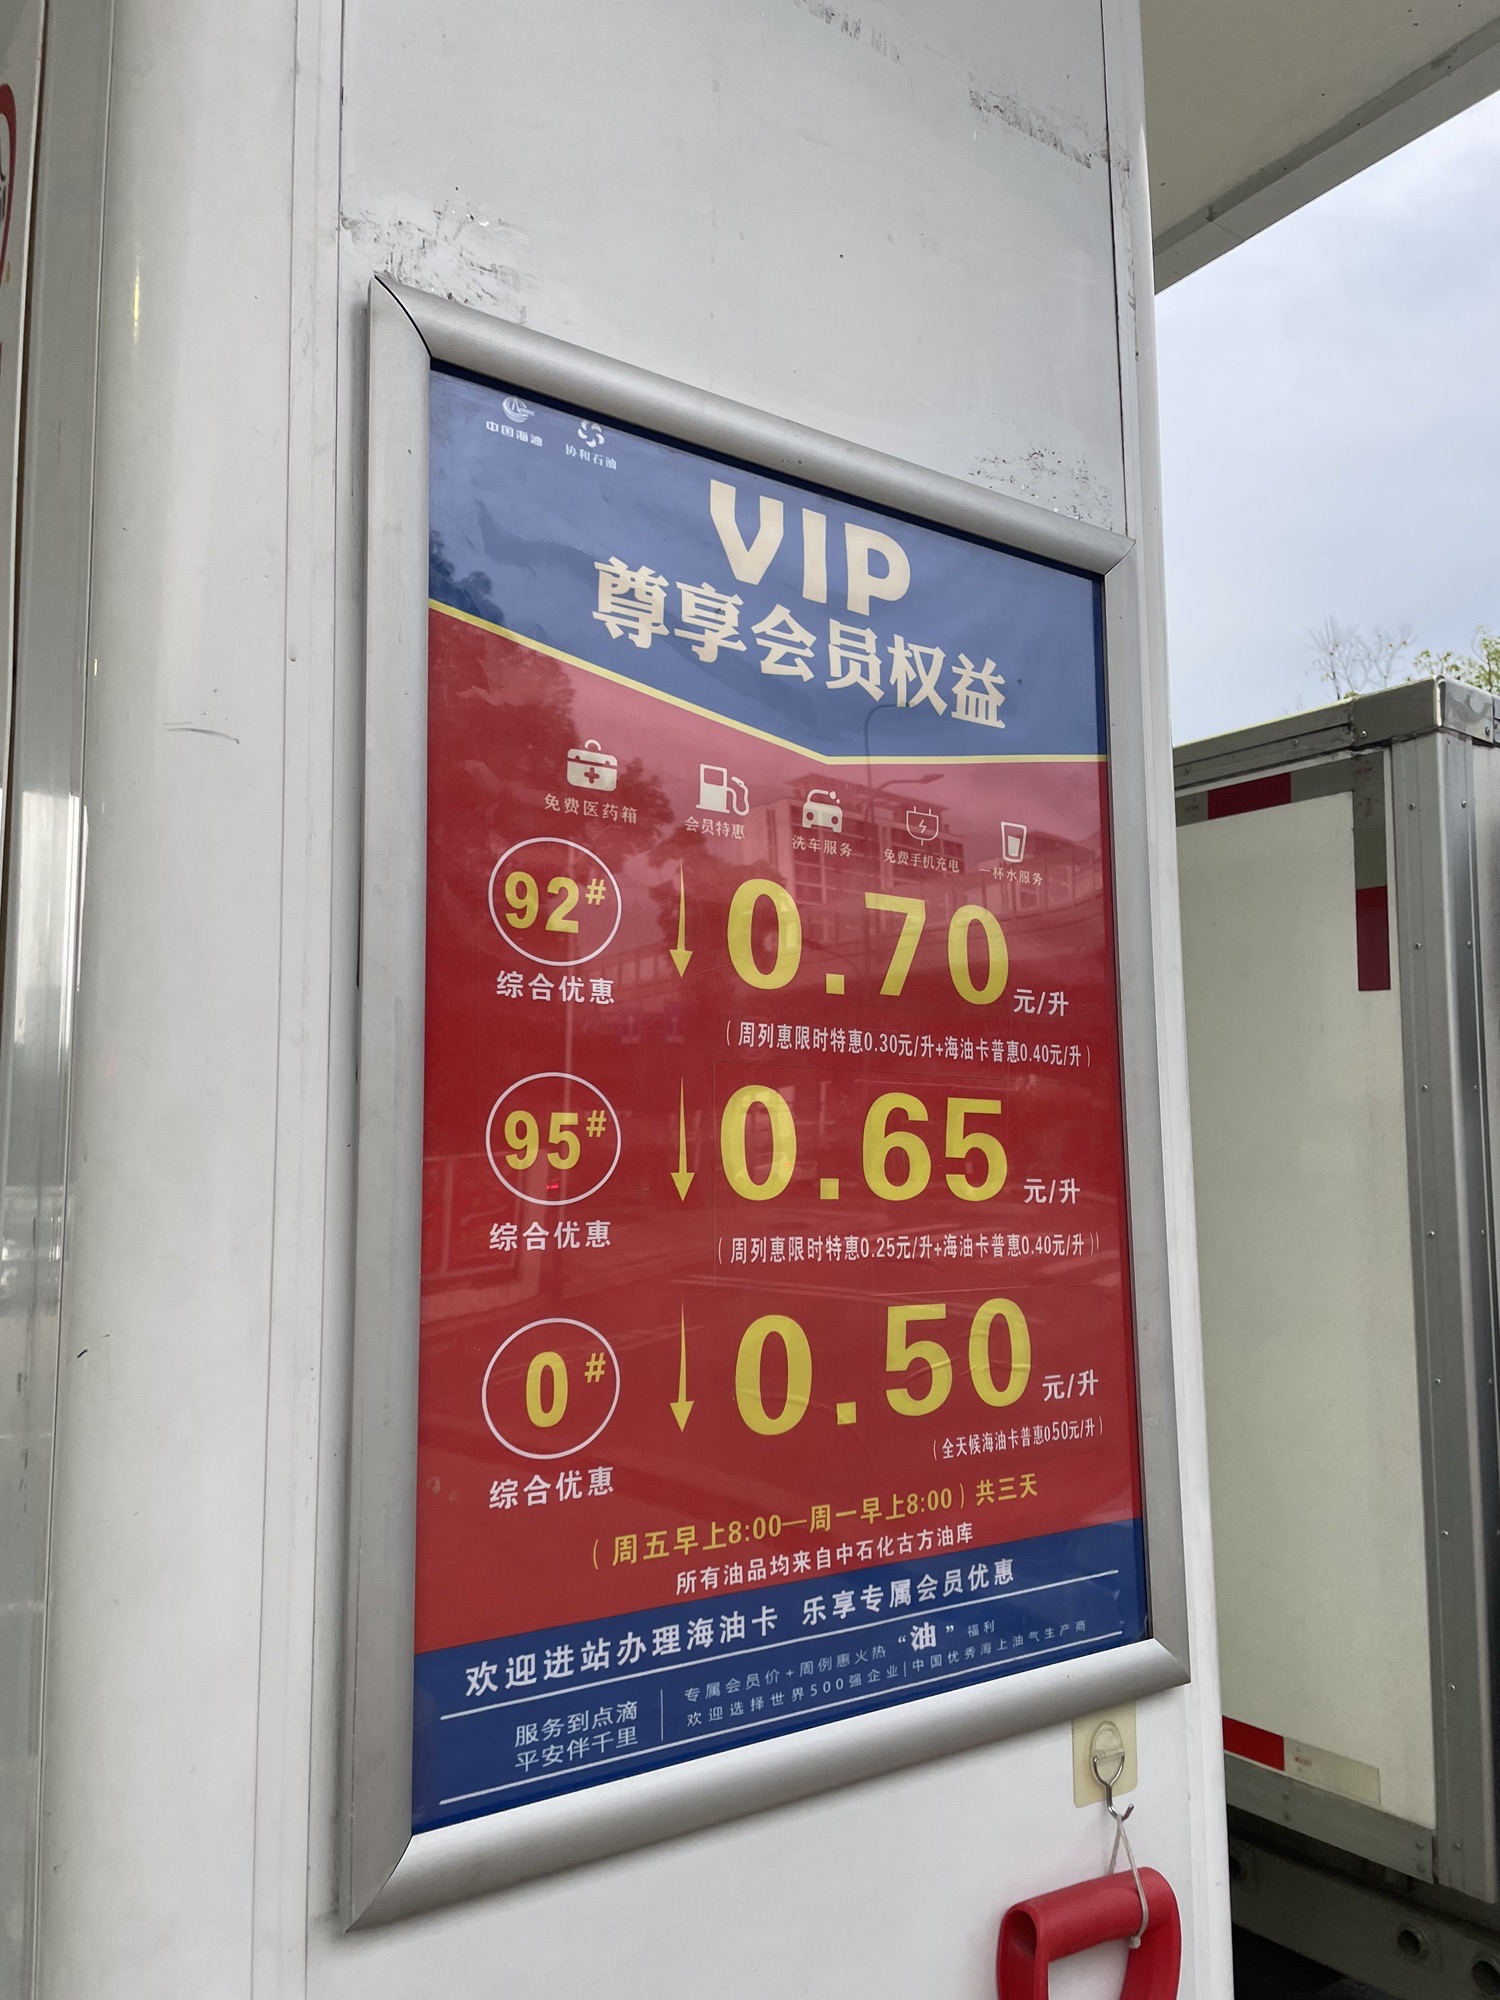 中国海油
协和石油
VIP
尊享会员权益
免费医药箱
会员特惠
洗车服务
免费手机充电
一杯水服务
92#
综合优惠
0.70元/升
(周列惠限时特惠0.30元/升+海油卡普惠0.40元/升)
95#
综合优惠
0.65元/升
(周列惠限时特惠0.25元/升+海油卡普惠0.40元/升)
0#
综合优惠
0.50元/升
(全天候海油卡普惠0.50元/升)
(周五早上8:00—周一早上8:00)共三天
所有油品均来自中石化古方油库
欢迎进站办理海油卡 乐享专属会员优惠
服务到点滴
平安伴千里
专属会员价+周例惠火热“油”福利
欢迎选择世界500强企业|中国优秀海上油气生产商